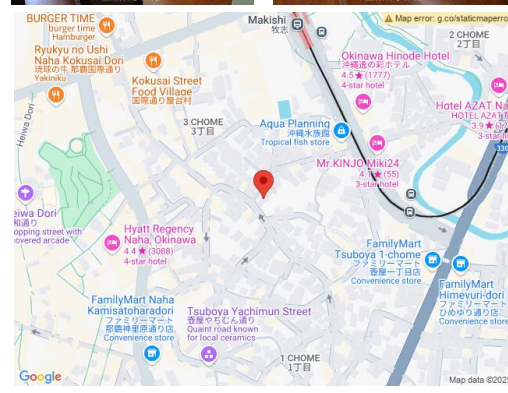 BURGER TIME
burger time
Hamburger
Makishi
牧志
Map error: g.co/staticmaperro
2 CHOME
2丁目
Ryukyu no Ushi
Naha Kokusai Dori
琉球の牛 那覇国際通り
Yakiniku
Okinawa Hinode Hotel
沖縄逸の彩ホテル
4.5★(1777)
4-star hotel
Kokusai Street
Food Village
国際通り屋台村
Heiwa Dori
3 CHOME
3丁目
Hotel AZAT Na
HOTEL AZAT
3.9★
3-star
Aqua Planning
沖縄水族館
Tropical fish store
330
Mr.KINJO Miki24
(55)
3-star hotel
eiwa Dori
和通り
opping street with
overed arcade
Hyatt Regency
Naha, Okinawa
4.4★(3088)
4-star hotel
FamilyMart
Tsuboya 1-chome
ファミリーマート
壺屋一丁目店
Convenience store
FamilyMart
Himeyuri-dori
ファミリーマート
ひめゆり通り店
Convenience store
FamilyMart Naha
Kamisatoharadori
ファミリーマート
那覇神里原通り店
Convenience store
Tsuboya Yachimun Street
壺屋やちむん通り
Quaint road known
for local ceramics
1 CHOME
1丁目
Google
Map data ©2025